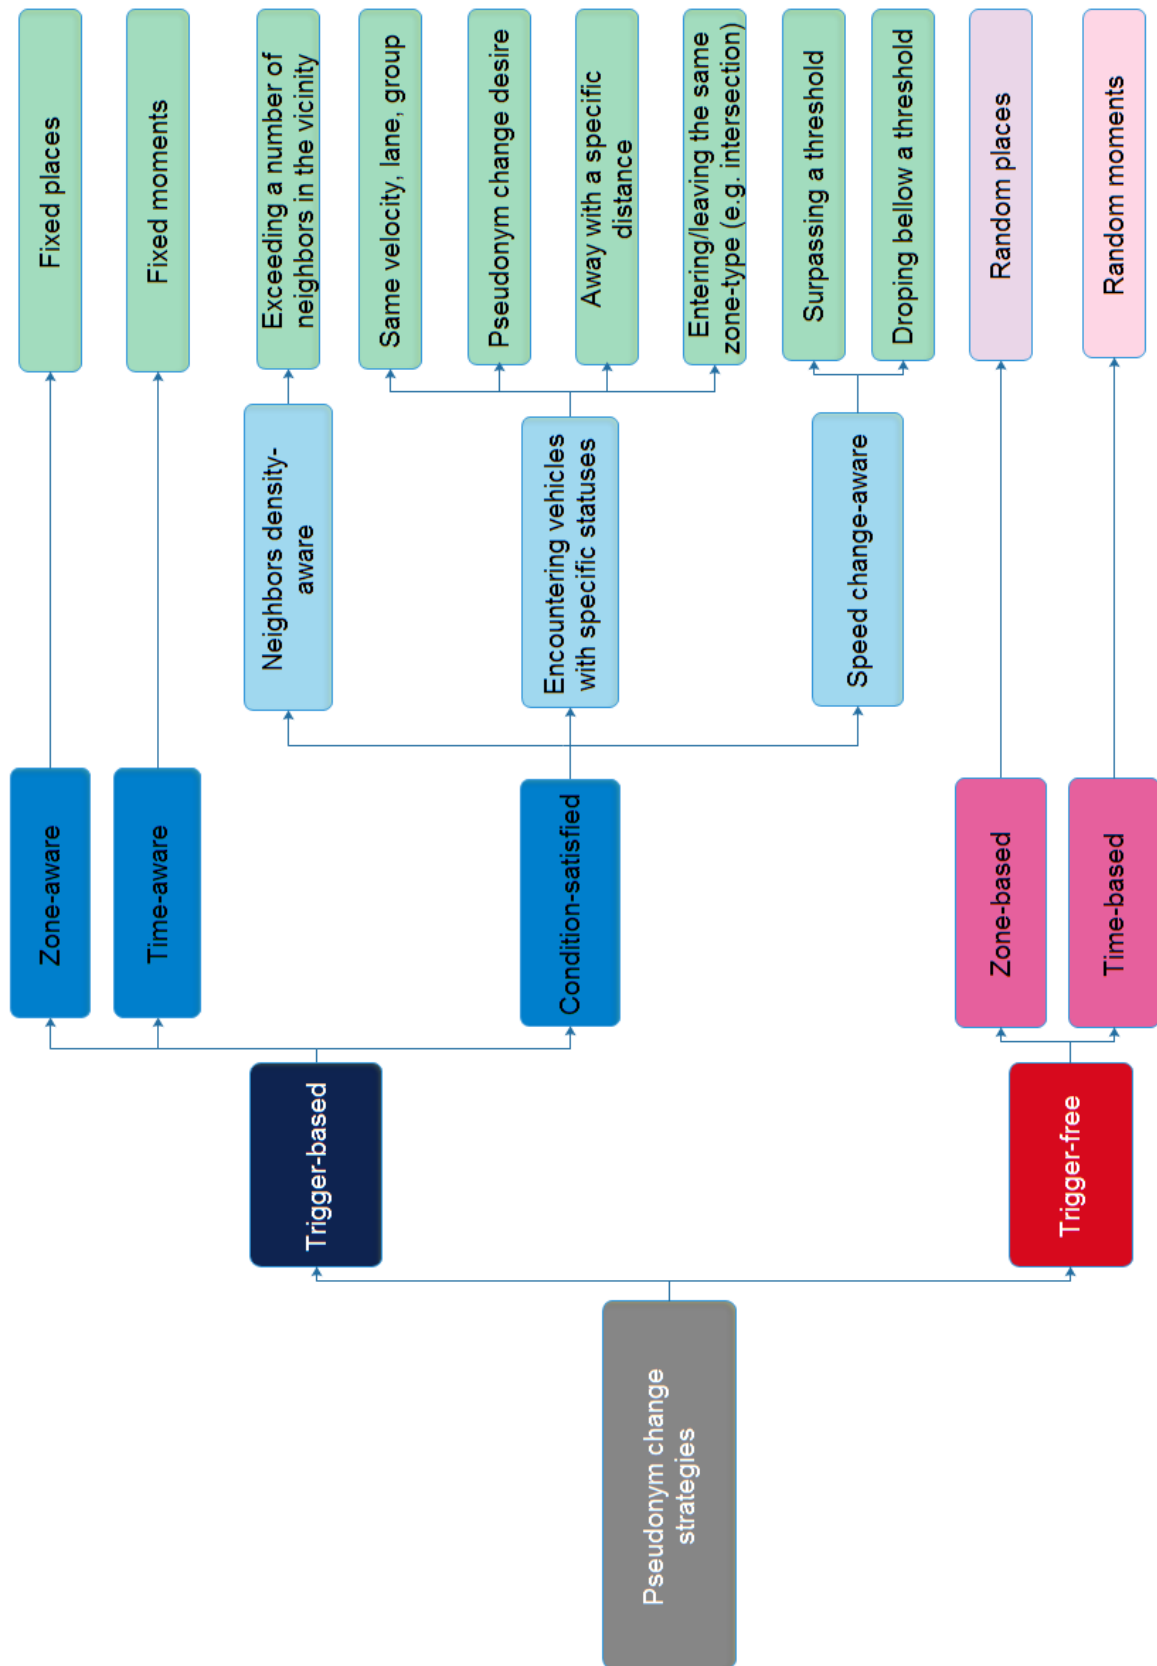 Pseudonym change
strategies
Trigger-based
Trigger-free
Zone-aware
Time-aware
Condition-satisfied
Zone-based
Time-based
Neighbors density-
aware
Encountering vehicles
with specific statuses
Speed change-aware
Fixed places
Fixed moments
Exceeding a number of
neighbors in the vicinity
Same velocity, lane, group
Pseudonym change desire
Away with a specific
distance
Entering/leaving the same
zone-type (e.g. intersection)
Surpassing a threshold
Droping bellow a threshold
Random places
Random moments